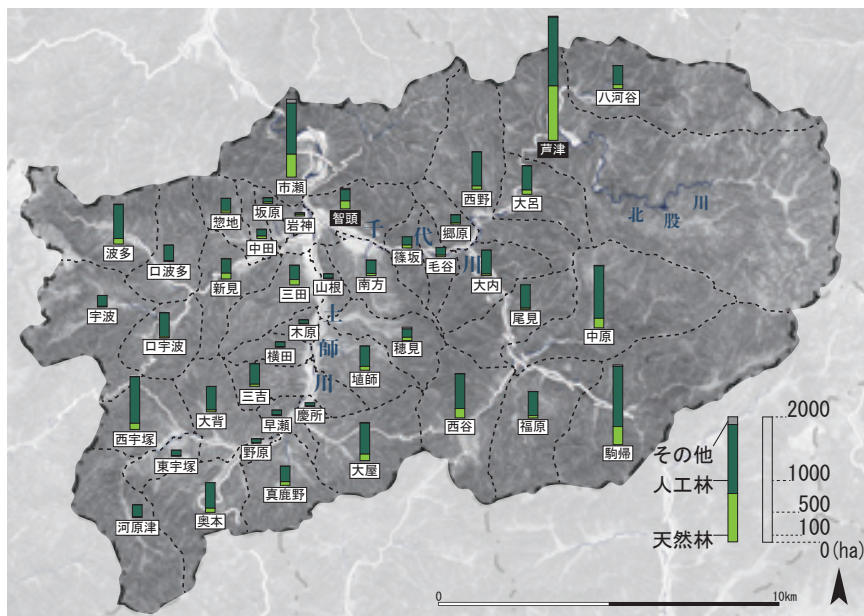 八河谷
芦津
市瀬
西野
大呂
北股川
智頭
惣地
坂原
岩神
郷原
千代川
波多
中田
篠坂
毛谷
口波多
新見
三田
山根
南方
大内
宇波
尾見
中原
口宇波
木原
土師川
穂見
横田
埴師
三吉
西宇塚
大背
早瀬
慶所
西谷
福原
駒帰
東宇塚
野原
大屋
真鹿野
河原津
奥本
その他
人工林
天然林
2000
1000
500
100
0(ha)
0
10km